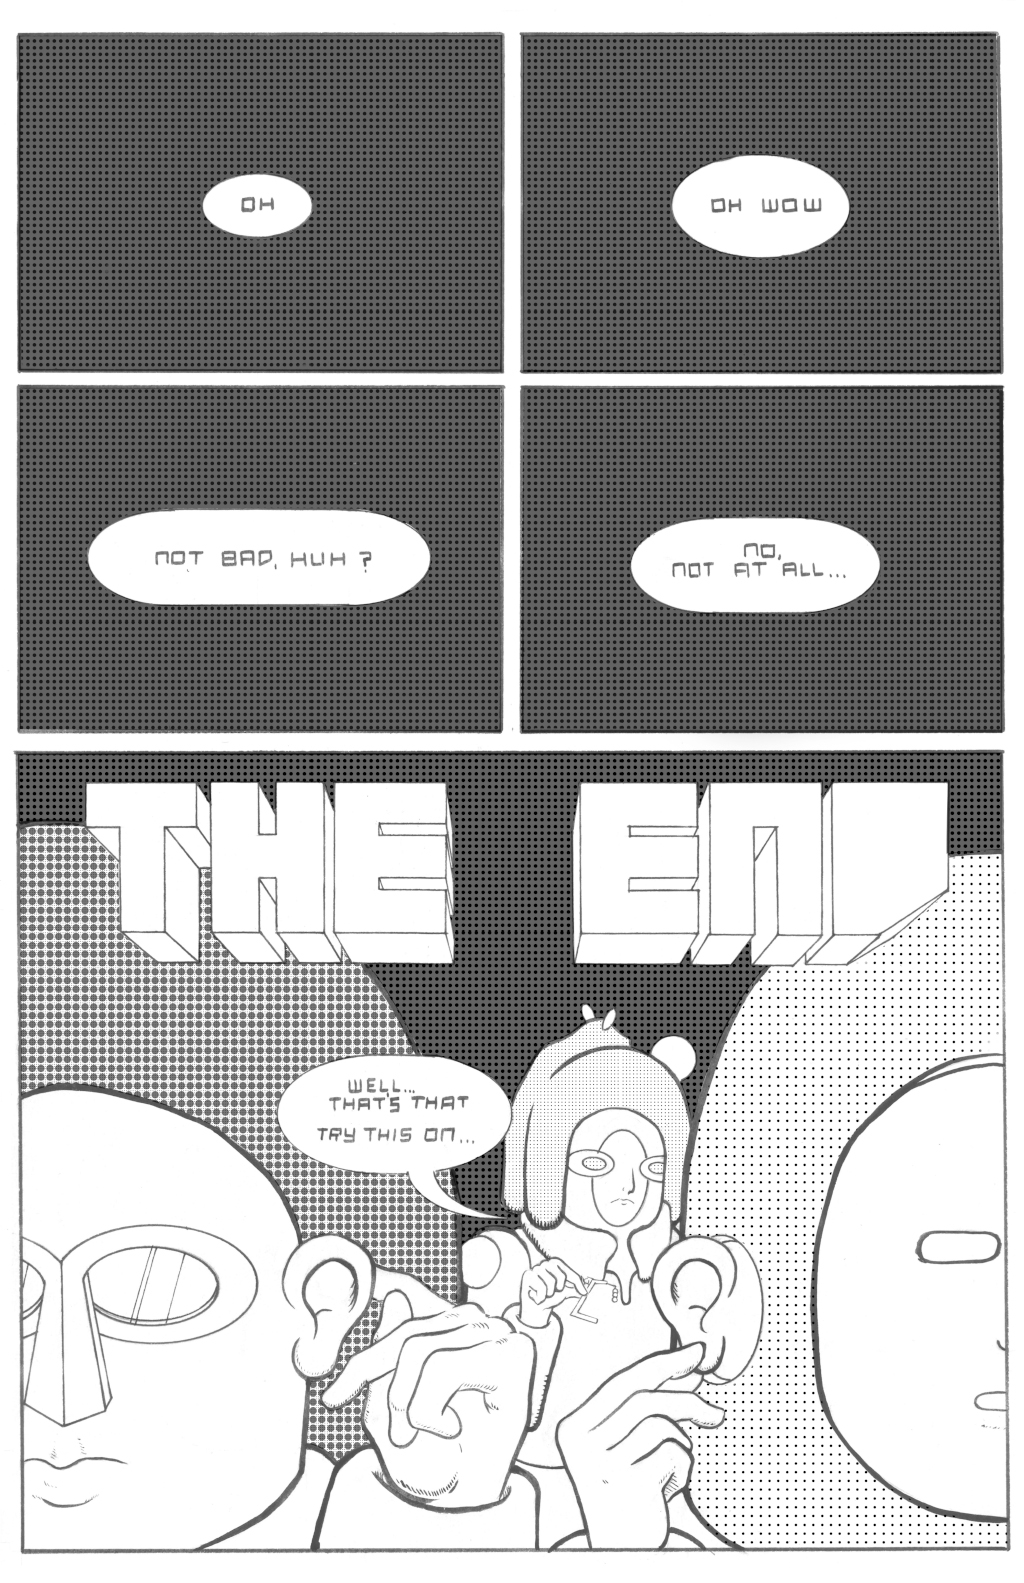 OH
OH WOW
NOT BAD, HUH?
NO,
NOT AT ALL...
THE END
WELL...
THAT'S THAT
TRY THIS ON...